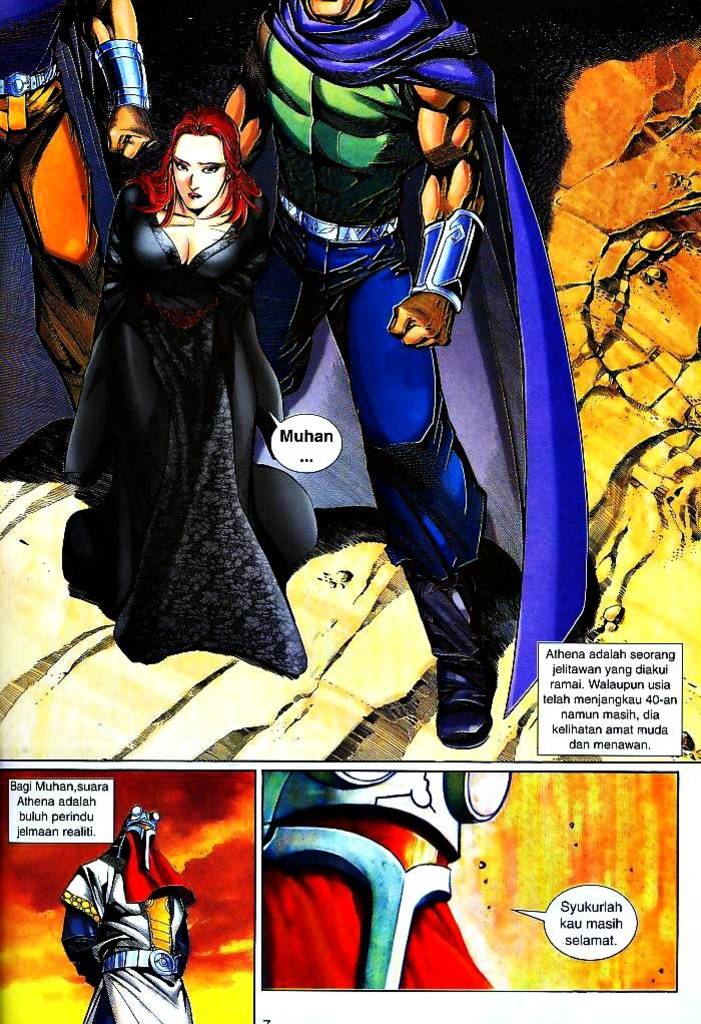 Muhan
...
Athena adalah seorang
jelitawan yang diakui
ramai. Walaupun usia
telah menjangkau 40-an
namun masih, dia
kelihatan amat muda
dan menawan.
Bagi Muhan,suara
Athena adalah
buluh perindu
jelmaan realiti.
Syukurlah
kau masih
selamat.
7